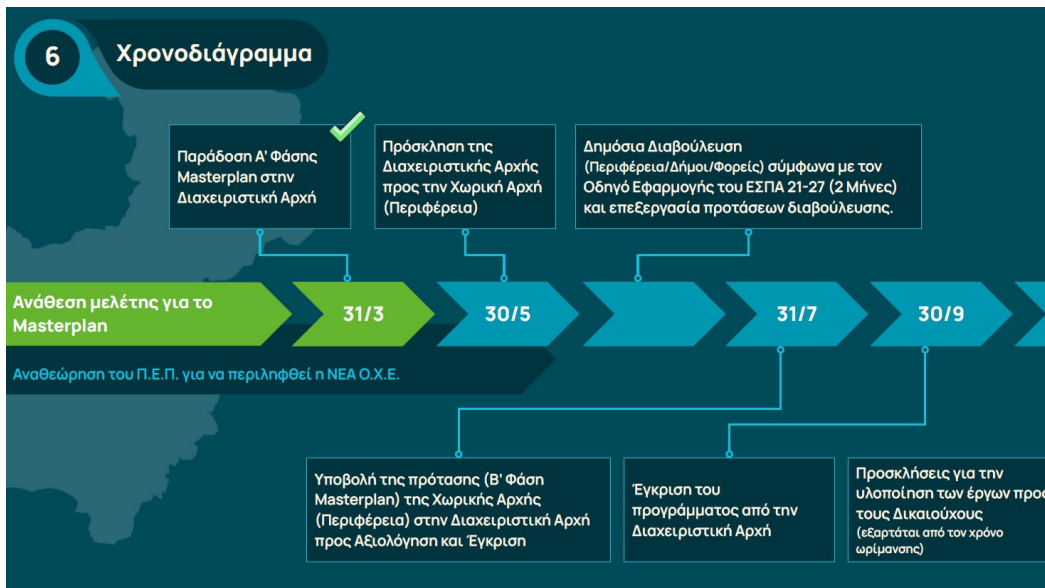 6
Χρονοδιάγραμμα
Παράδοση Α' Φάσης
Masterplan στην
Διαχειριστική Αρχή
Πρόσκληση της
Διαχειριστικής Αρχής
προς την Χωρική Αρχή
(Περιφέρεια)
Δημόσια Διαβούλευση
(Περιφέρεια/Δήμοι/Φορείς) σύμφωνα με τον
Οδηγό Εφαρμογής του ΕΣΠΑ 21-27 (2 Μήνες)
και επεξεργασία προτάσεων διαβούλευσης.
Ανάθεση μελέτης για το
Masterplan
31/3
30/5
31/7
30/9
Αναθεώρηση του Π.Ε.Π. για να περιληφθεί η ΝΕΑ Ο.Χ.Ε.
Υποβολή της πρότασης (Β' Φάση
Masterplan) της Χωρικής Αρχής
(Περιφέρεια) στην Διαχειριστική Αρχή
προς Αξιολόγηση και Έγκριση
Έγκριση του
προγράμματος από την
Διαχειριστική Αρχή
Προσκλήσεις για την
υλοποίηση των έργων προς
τους Δικαιούχους
(εξαρτάται από τον χρόνο
ωρίμανσης)